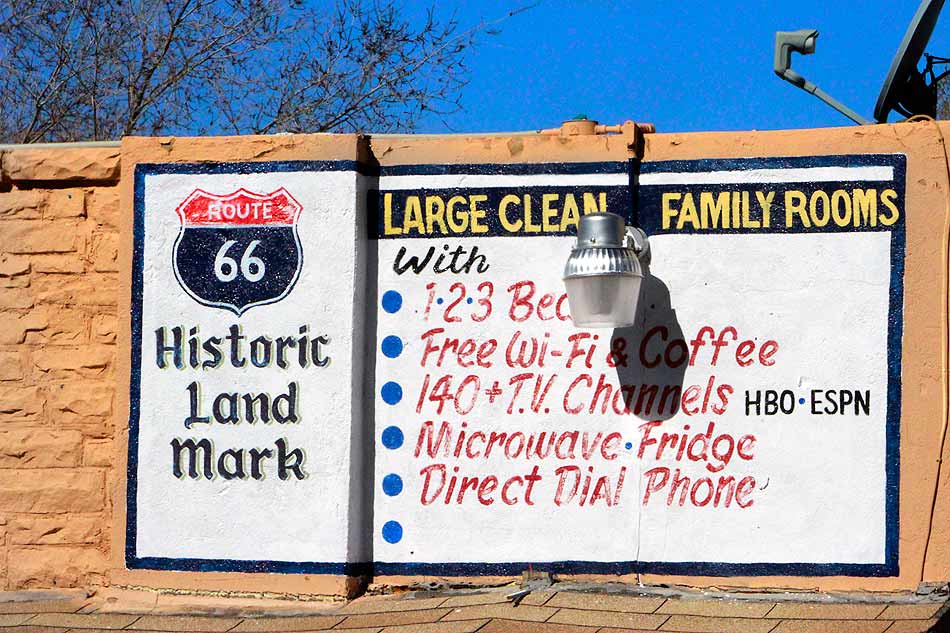 ROUTE
66
Historic
Land
Mark
LARGE CLEAN FAMILY ROOMS
With
1·2·3
Free Wi-Fi & Coffee
140+ T.V. Channels HBO·ESPN
Microwave·Fridge
Direct Dial Phone